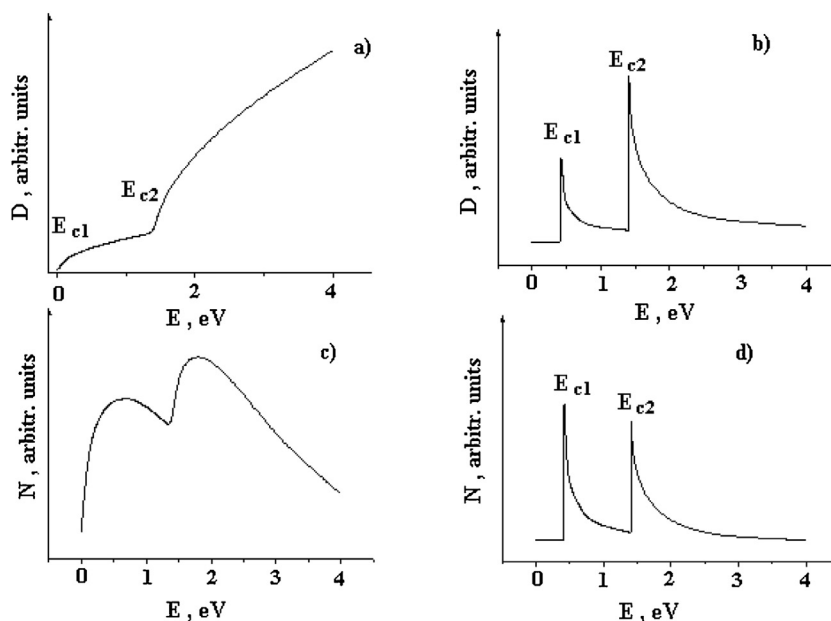 a)
D , arbitr. units
E c1
E c2
0 2 4
E , eV
b)
D , arbitr. units
E c1
E c2
0 1 2 3 4
E , eV
c)
N , arbitr. units
0 1 2 3 4
E , eV
d)
N , arbitr. units
E c1
E c2
0 1 2 3 4
E , eV